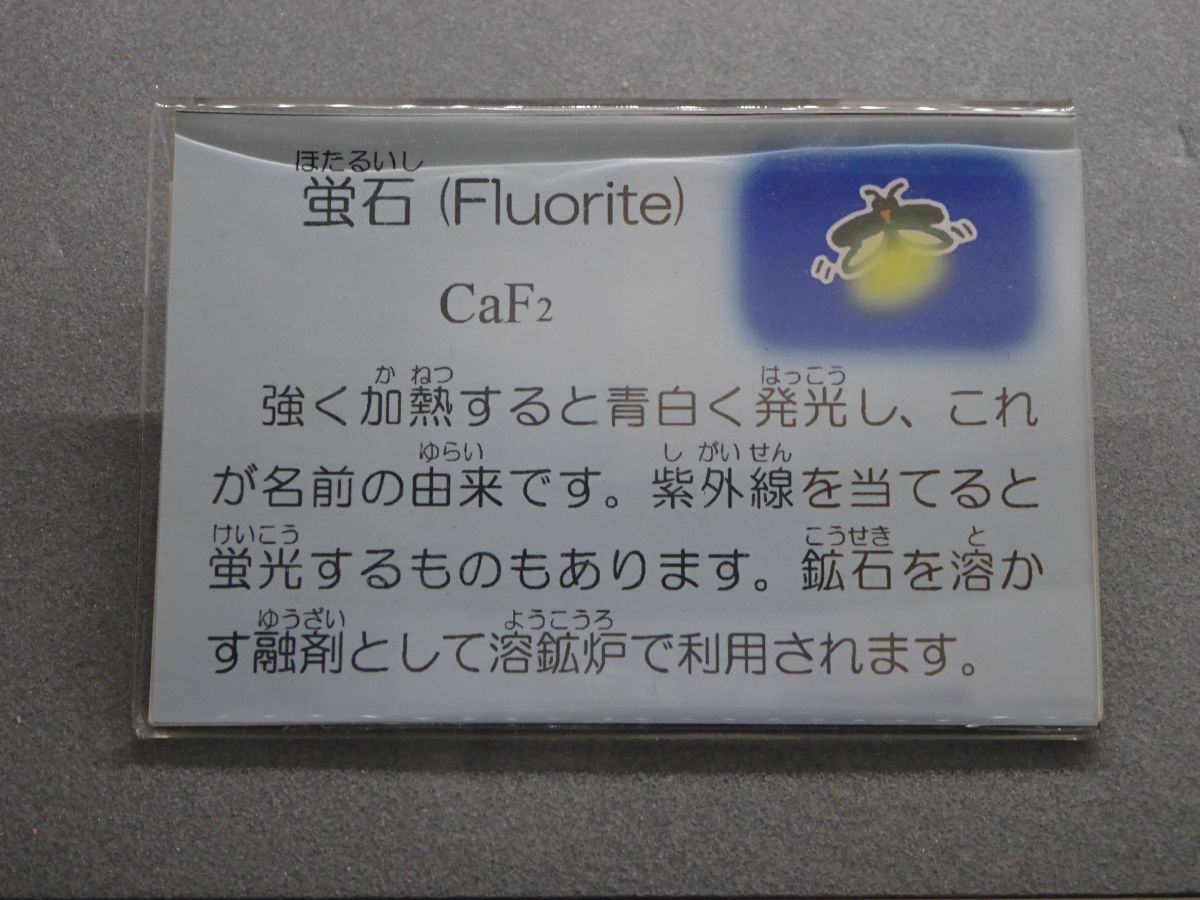 ほたるいし
蛍石 (Fluorite)
CaF2
か ねつ はっこう
強く加熱すると青白く発光し、これ
ゆらい し がい せん
が名前の由来です。紫外線を当てると
けいこう こうせき と
蛍光するものもあります。鉱石を溶か
ゆうざい ようこうろ
す融剤として溶鉱炉で利用されます。